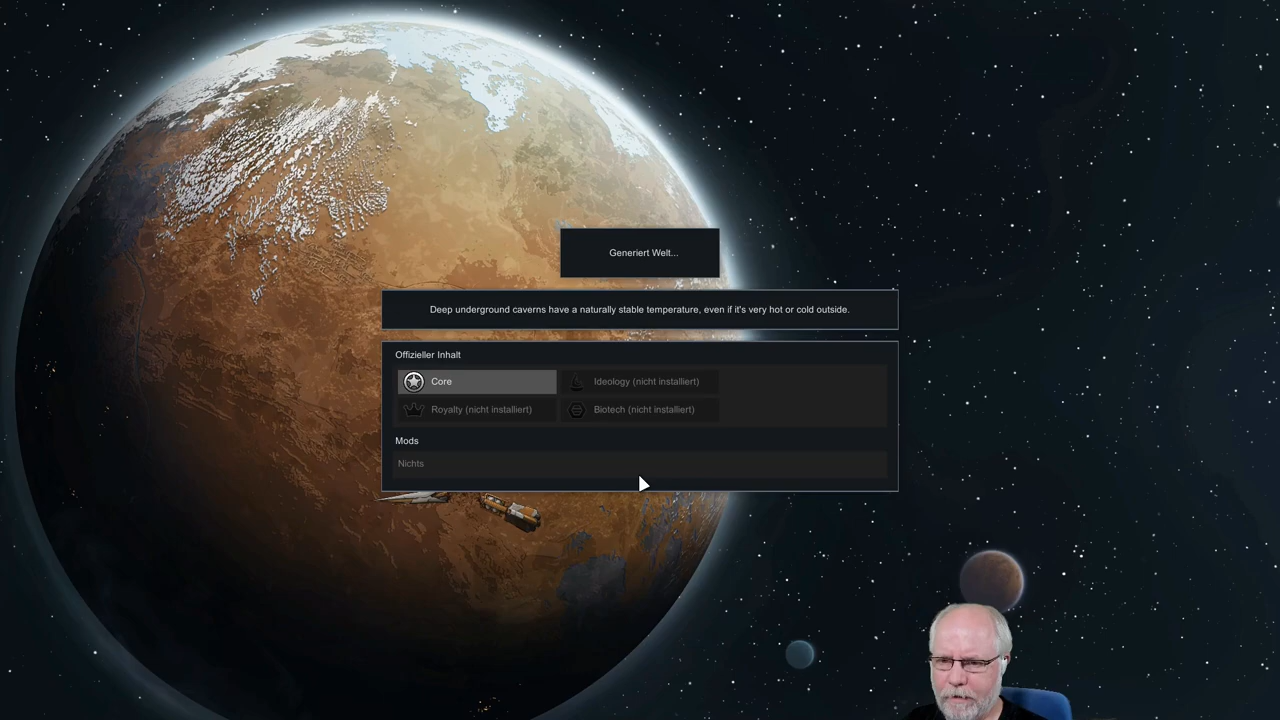 Generiert Welt...
Deep underground caverns have a naturally stable temperature, even if it's very hot or cold outside.
Offizieller Inhalt
Core
Ideology (nicht installiert)
Royalty (nicht installiert)
Biotech (nicht installiert)
Mods
Nichts